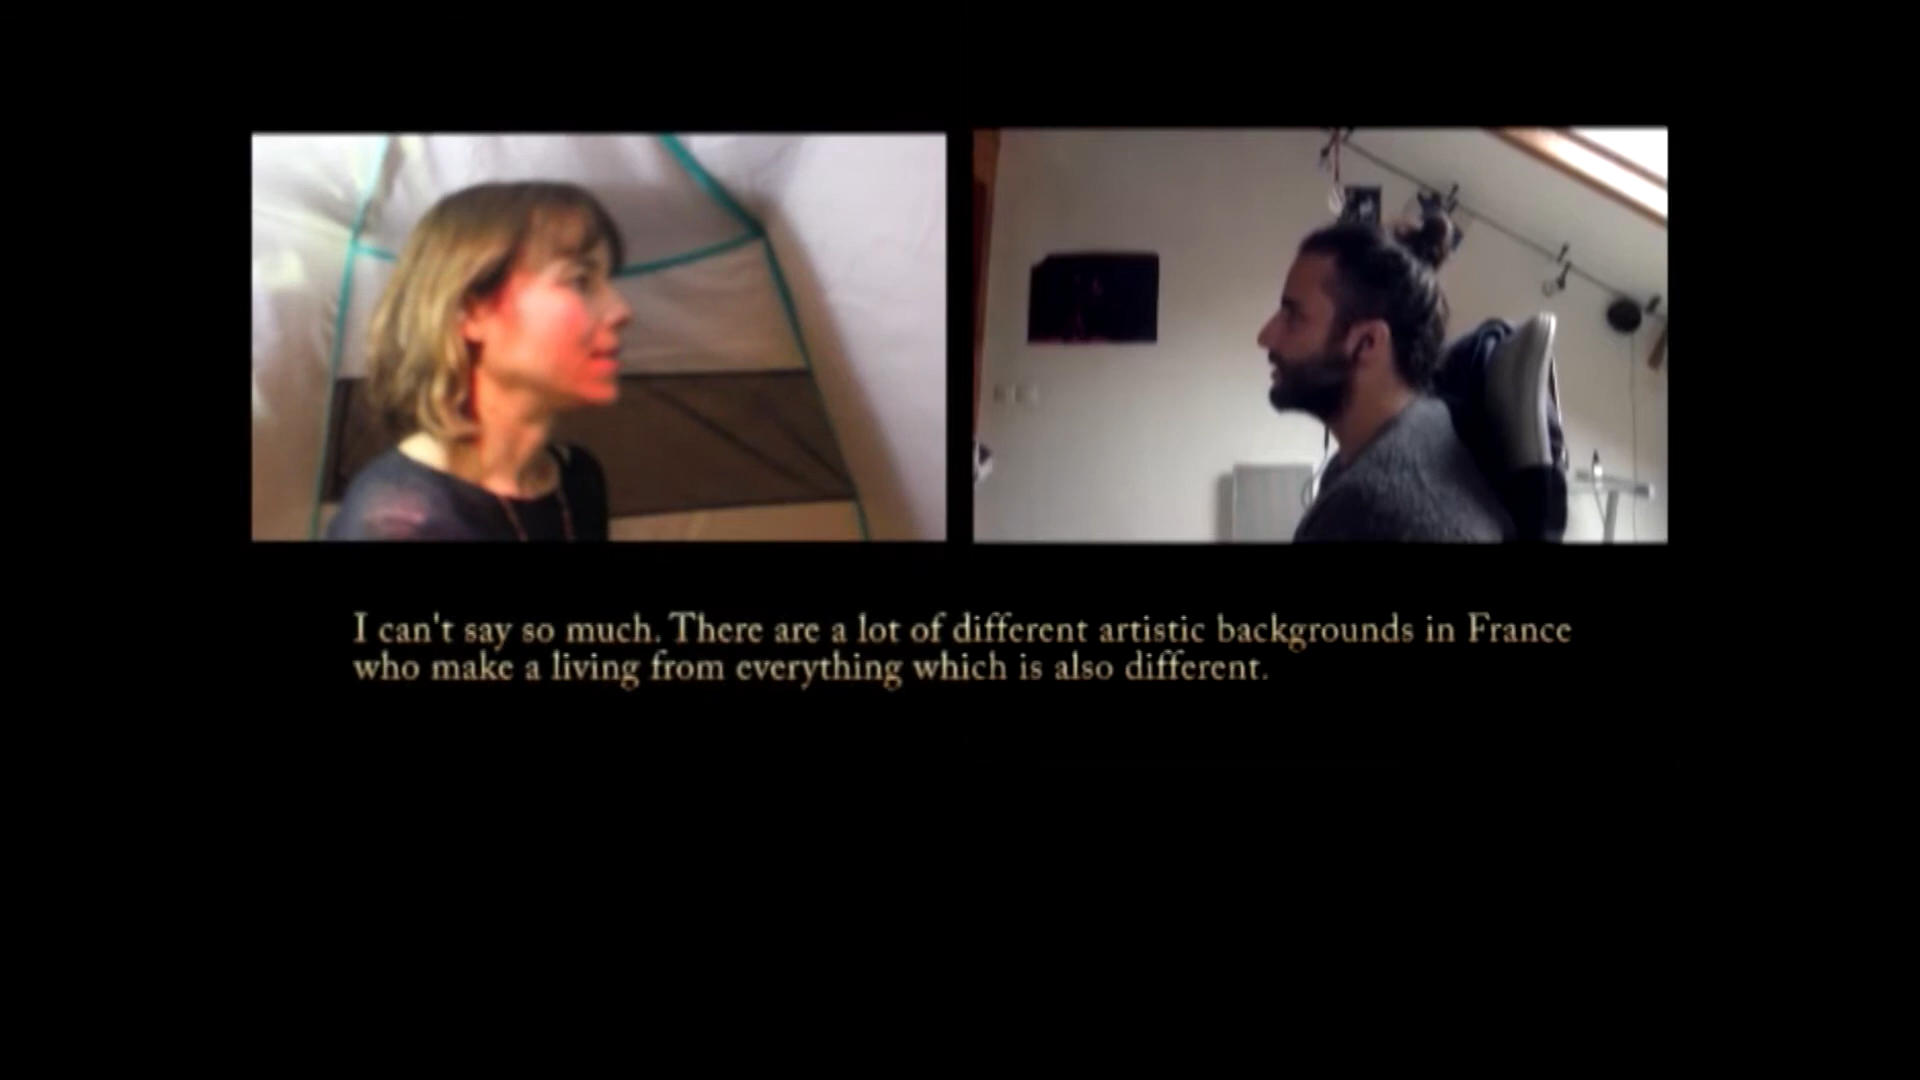 I can't say so much. There are a lot of different artistic backgrounds in France
who make a living from everything which is also different.